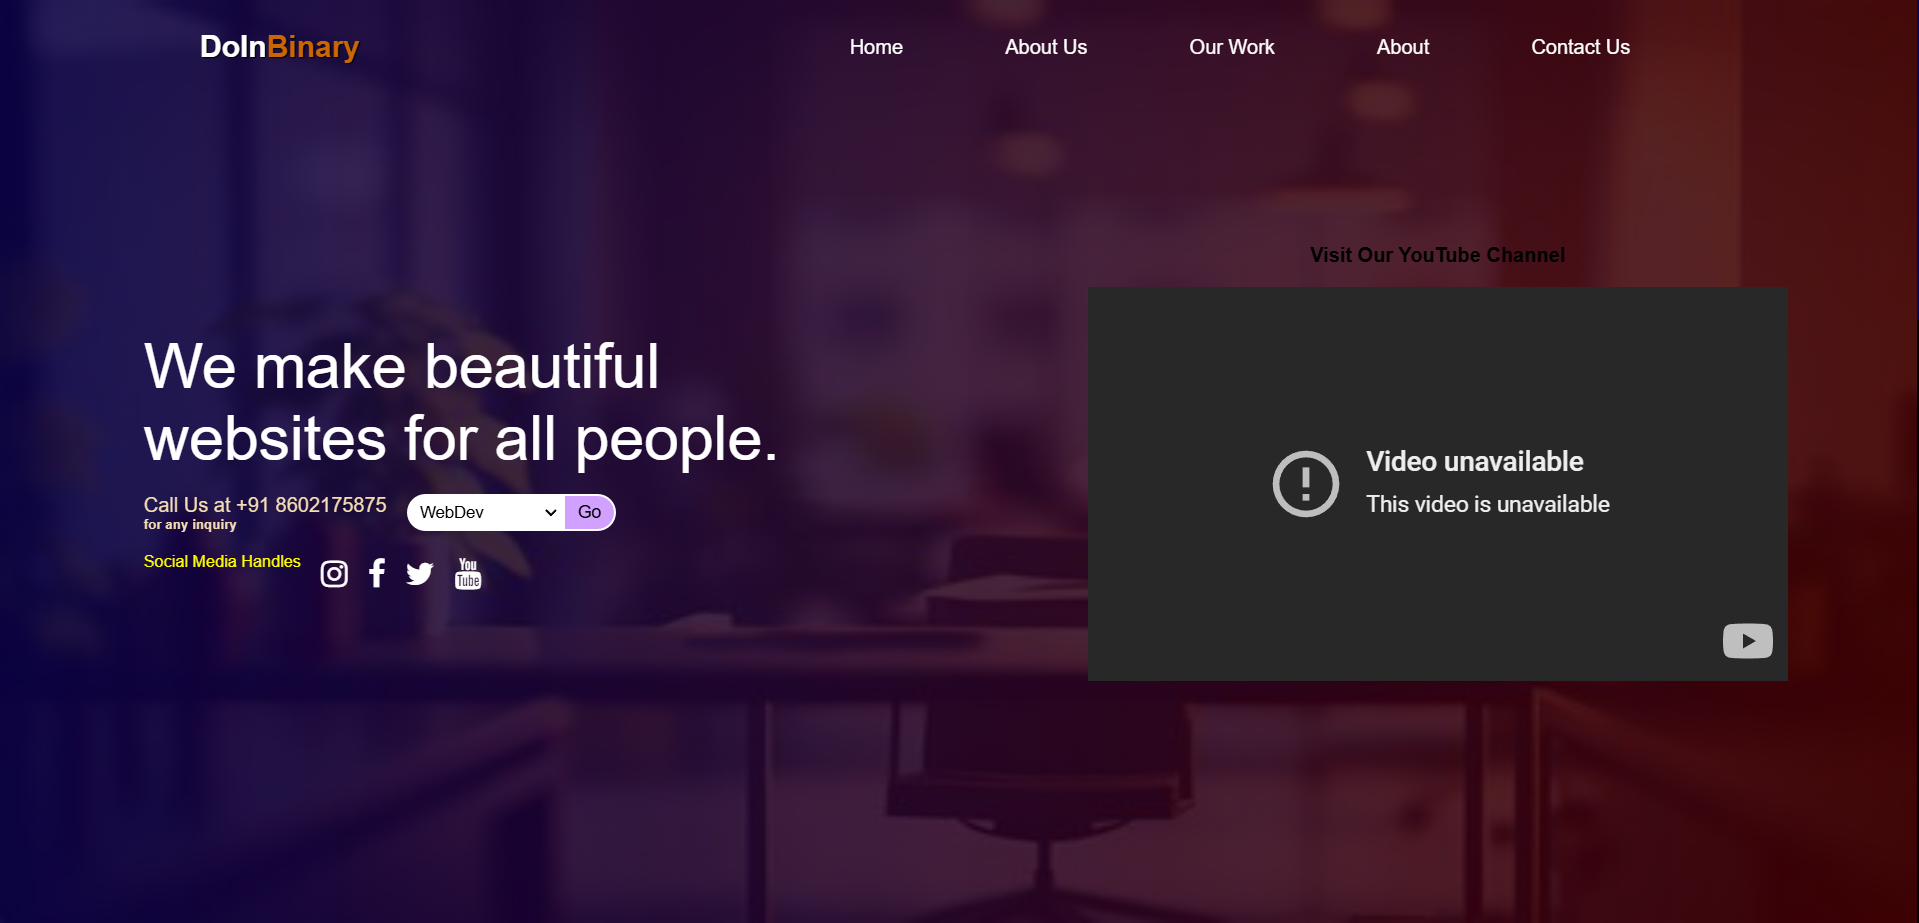 DoInBinary
Home
About Us
Our Work
About
Contact Us
Visit Our YouTube Channel
We make beautiful
websites for all people.
Video unavailable
This video is unavailable
Call Us at +91 8602175875
for any inquiry
WebDev
Go
Social Media Handles
You
Tube